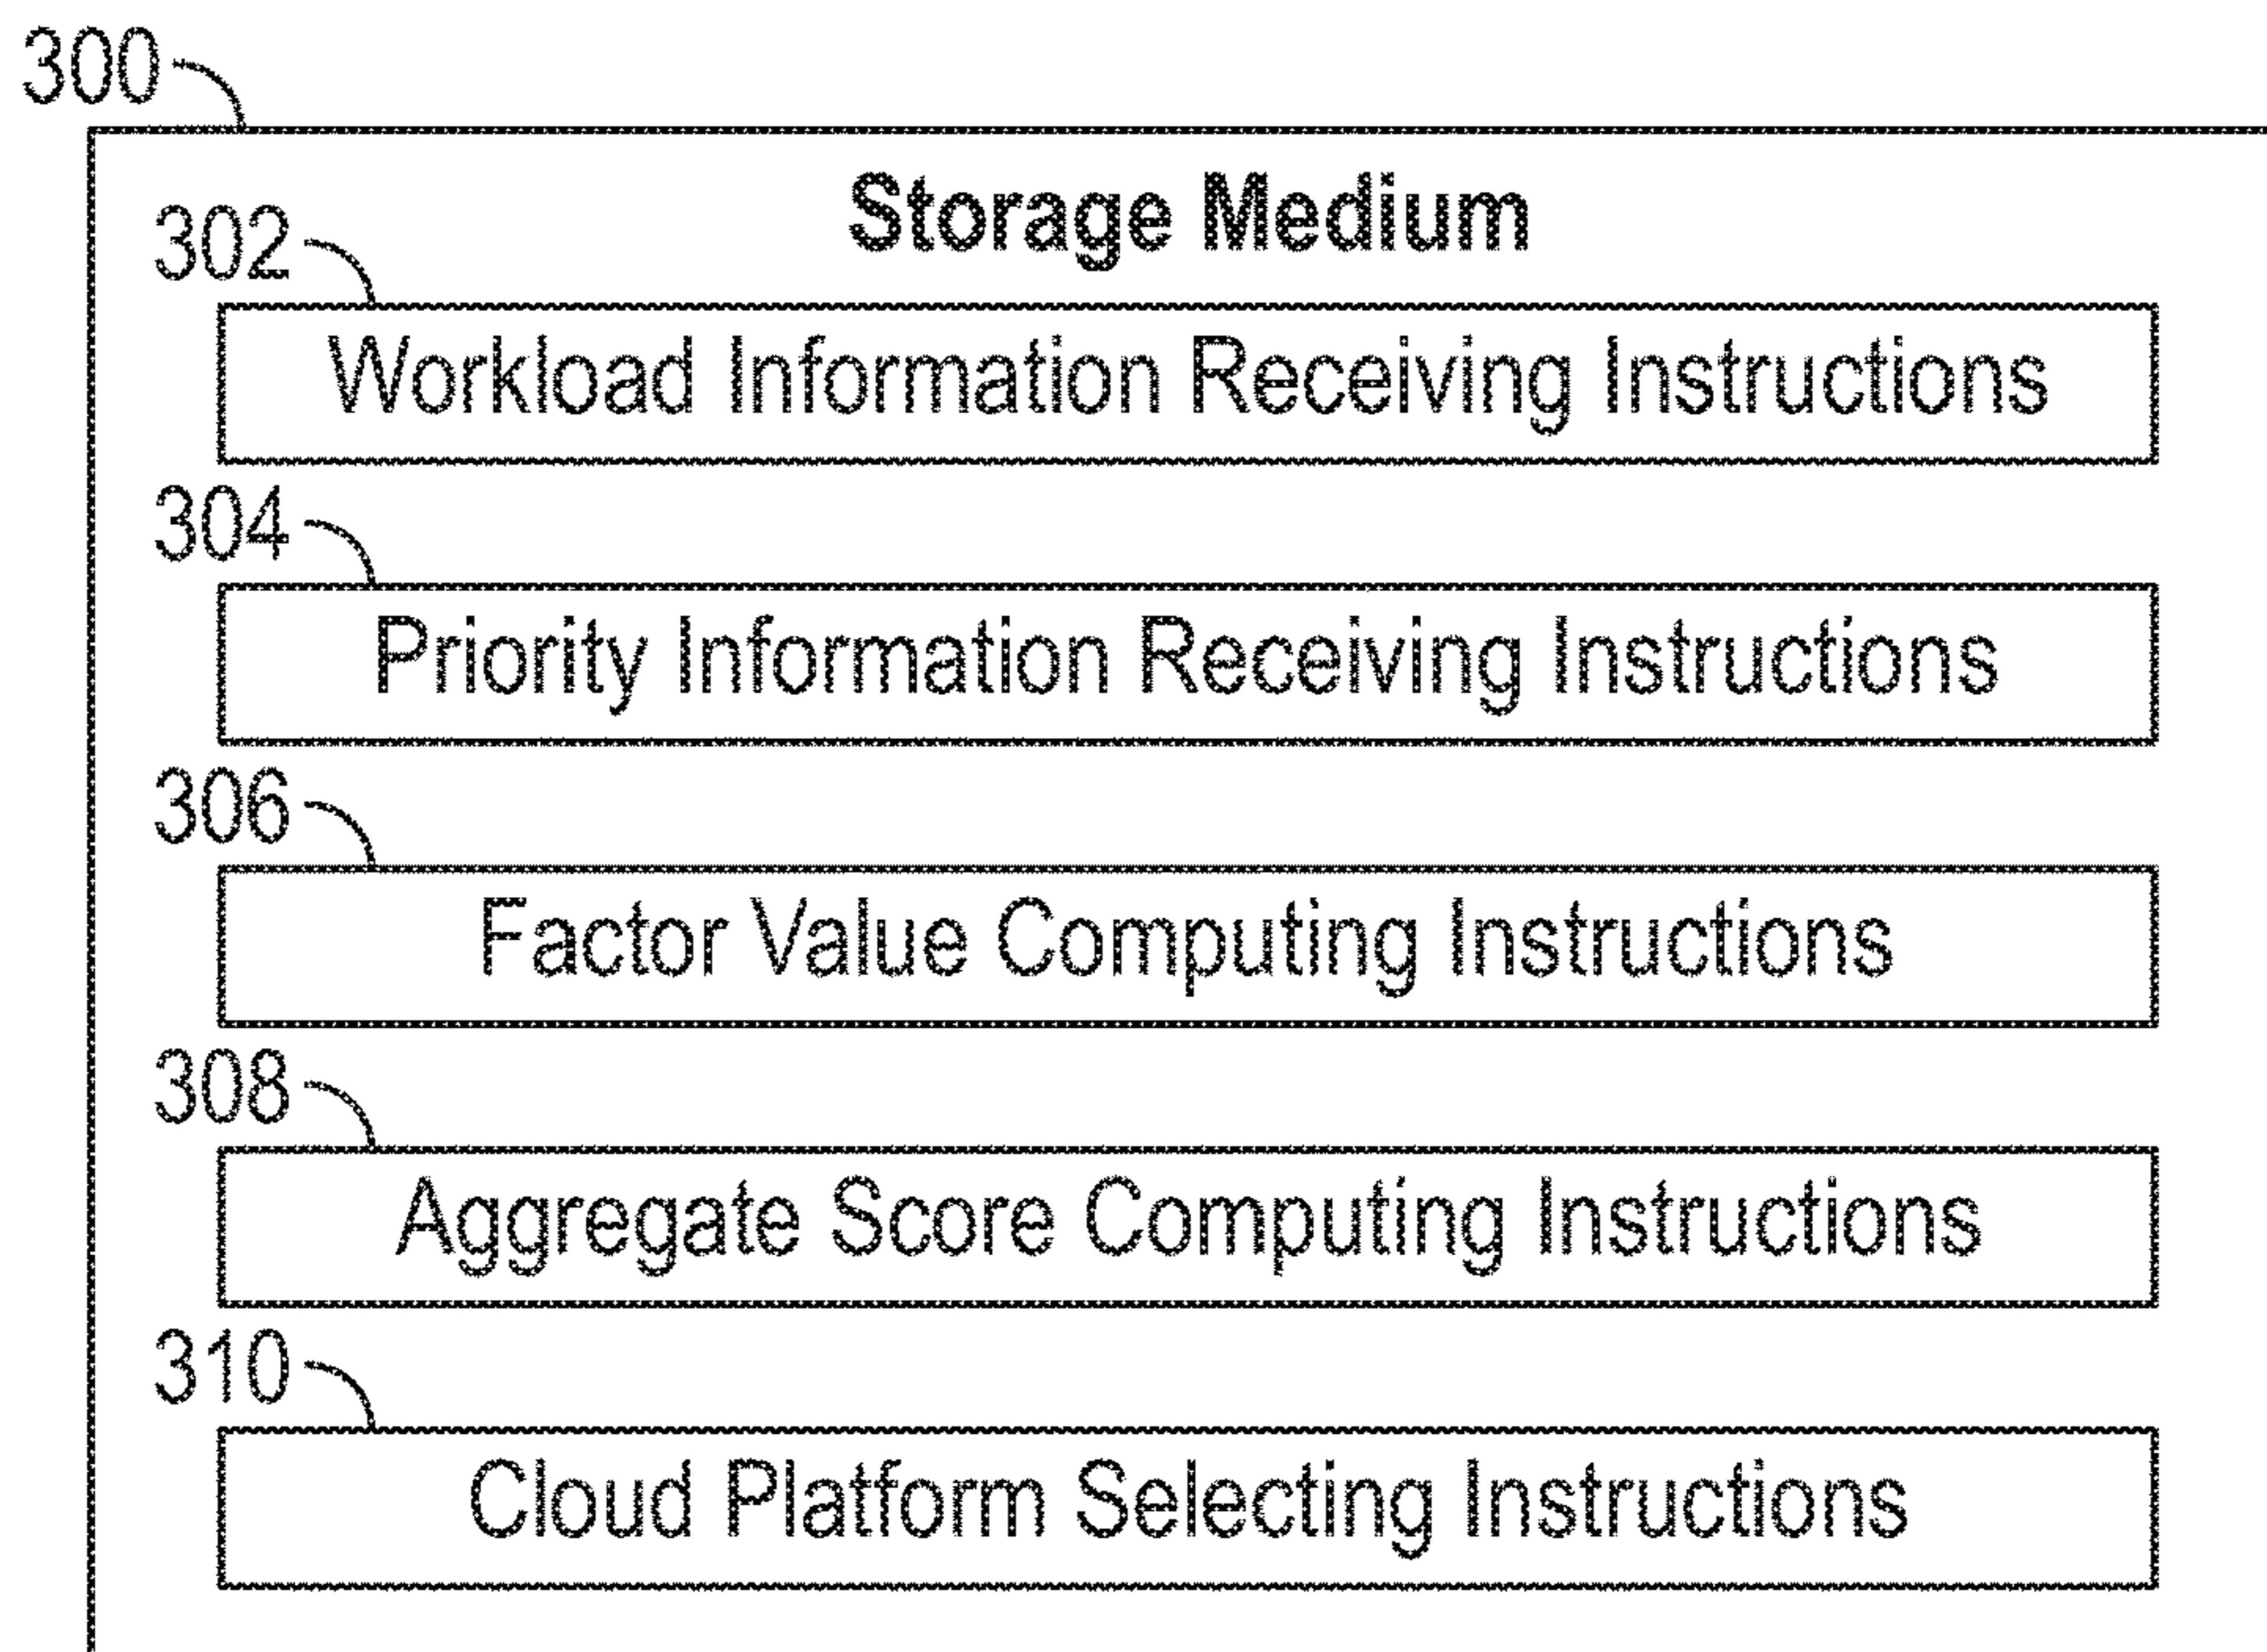 300
Storage Medium
302
Workload Information Receiving Instructions
304
Priority Information Receiving Instructions
306
Factor Value Computing Instructions
308
Aggregate Score Computing Instructions
310
Cloud Platform Selecting Instructions